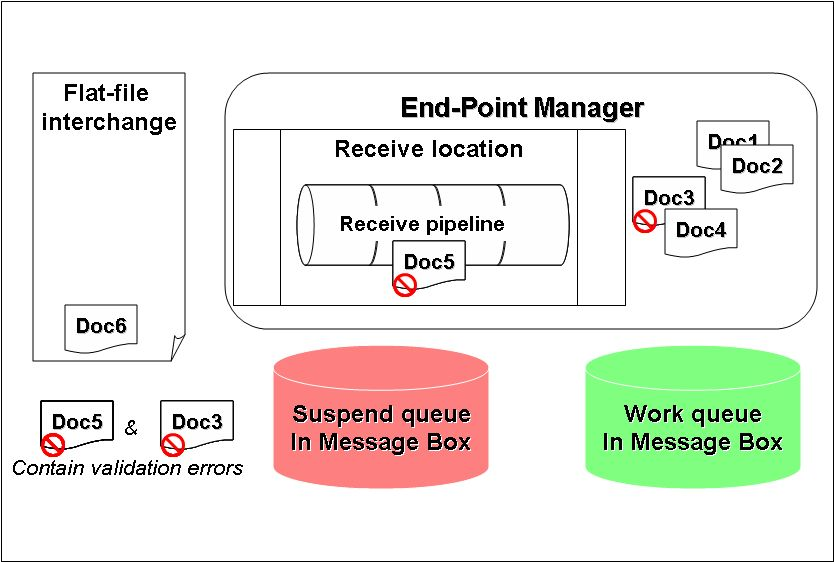 Flat-file
interchange
End-Point Manager
Receive location
Receive pipeline
Doc5
Doc1
Doc2
Doc3
Doc4
Doc6
Doc5 & Doc3
Contain validation errors
Suspend queue
In Message Box
Work queue
In Message Box